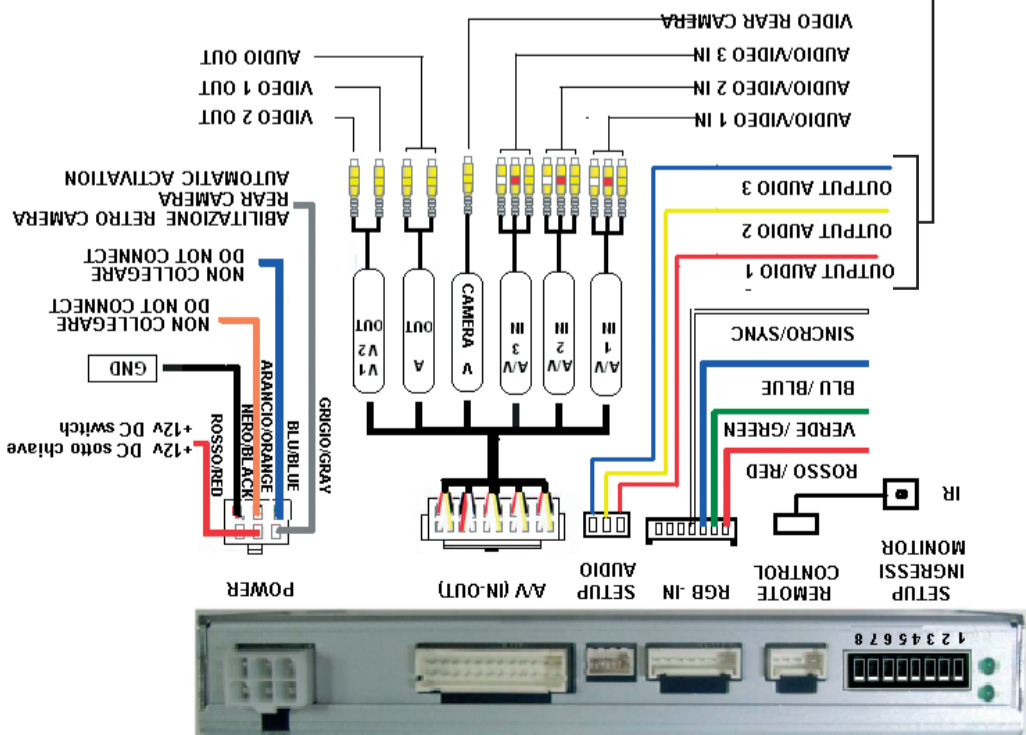 1 2 3 4 5 6 7 8
SETUP
INGRESSI
MONITOR
REMOTE
CONTROL
RGB -IN
SETUP
AUDIO
A/V (IN-OUT)
POWER
IR
ROSSO /RED
VERDE /GREEN
BLU /BLUE
SINCRO/SYNC
OUTPUT AUDIO 1
OUTPUT AUDIO 2
OUTPUT AUDIO 3
A/V
IN 1
A/V
IN 2
A/V
IN 3
CAMERA V
A
OUT
V1
V2
OUT
GRIGIO/GRAY
BLU/BLUE
ARANCIO/ORANGE
NERO/BLACK
ROSSO/RED
+12v DC sotto chiave
+12v DC switch
GND
NON COLLEGARE
DO NOT CONNECT
NON COLLEGARE
DO NOT CONNECT
ABILITAZIONE RETRO CAMERA
REAR CAMERA
AUTOMATIC ACTIVATION
AUDIO/VIDEO 1 IN
AUDIO/VIDEO 2 IN
AUDIO/VIDEO 3 IN
VIDEO REAR CAMERA
VIDEO 2 OUT
VIDEO 1 OUT
AUDIO OUT